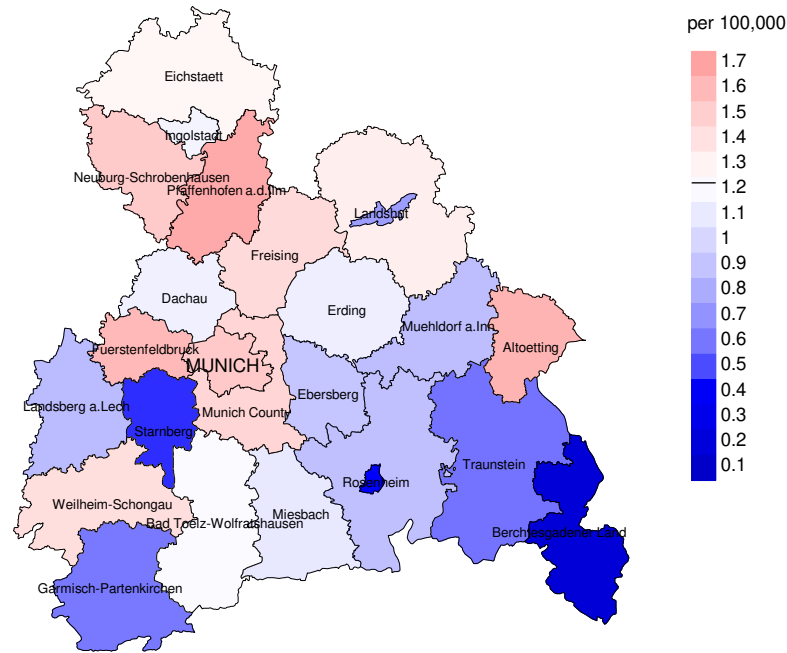 per 100,000
1.7
1.6
1.5
1.4
1.3
1.2
1.1
1
0.9
0.8
0.7
0.6
0.5
0.4
0.3
0.2
0.1
Eichstaett
Ingolstadt
Neuburg-Schrobenhausen
Pfaffenhofen a.d.Ilm
Landshut
Freising
Dachau
Erding
Muehldorf a.Inn
Altoetting
Fuerstenfeldbruck
MUNICH
Ebersberg
Landsberg a.Lech
Munich County
Starnberg
Traunstein
Rosenheim
Weilheim-Schongau
Miesbach
Bad Toelz-Wolfratshausen
Berchtesgadener Land
Garmisch-Partenkirchen